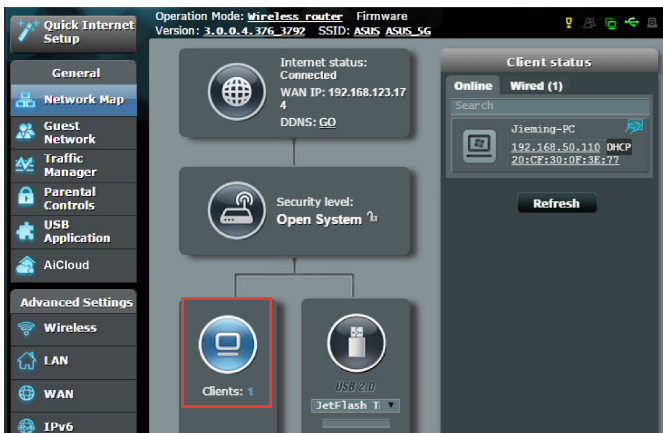 Quick Internet
Setup
General
Network Map
Guest
Network
Traffic
Manager
Parental
Controls
USB
Application
AiCloud
Advanced Settings
Wireless
LAN
WAN
IPv6
Operation Mode: Wireless router Firmware
Version: 3.0.0.4.376_3792 SSID: ASUS ASUS_5G
Internet status:
Connected
WAN IP: 192.168.123.17
4
DDNS: GO
Security level:
Open System
Clients: 1
USB 2.0
JetFlash T
Client status
Online Wired (1)
Search
Jieming-PC
192.168.50.110 DHCP
20:CF:30:0F:3E:77
Refresh